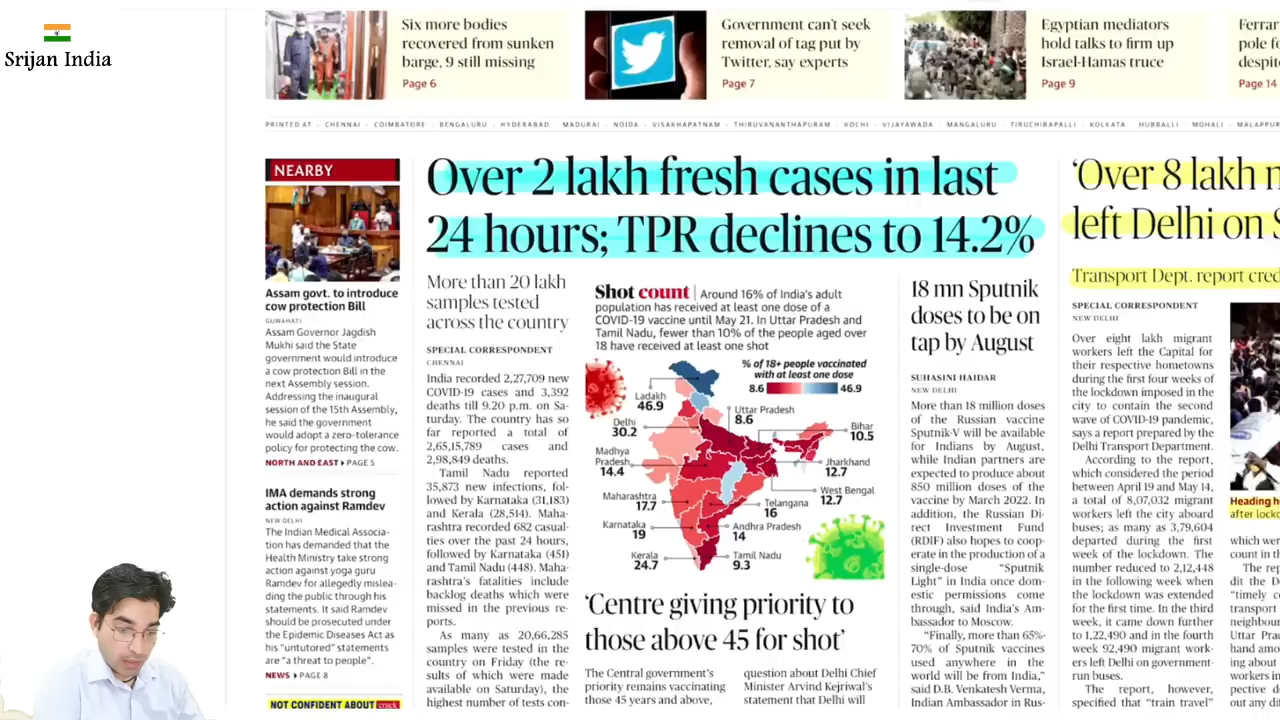 Srijan India
Six more bodies
recovered from sunken
barge, 9 still missing
Page 6
Government can't seek
removal of tag put by
Twitter, say experts
Page 7
Egyptian mediators
hold talks to firm up
Israel-Hamas truce
Page 9
Page 14
PRINTED AT · CHENNAI · COIMBATORE · BENGALURU · HYDERABAD · MADURAI · NOIDA · VISAKHAPATNAM · THIRUVANANTHAPURAM · KOCHI · VIJAYAWADA · MANGALURU · TIRUCHIRAPALLI · KOLKATA · HUBBALLI · MOHALI ·
NEARBY
Assam govt. to introduce
cow protection Bill
GUWAHATI
Assam Governor Jagdish
Mukhi said the State
government would introduce
a cow protection Bill in the
next Assembly session.
Addressing the inaugural
session of the 15th Assembly,
he said the government
would adopt a zero-tolerance
policy for protecting the cow.
NORTH AND EAST PAGE 5
IMA demands strong
action against Ramdev
NEW DELHI
The Indian Medical Associa-
tion has demanded that the
Health Ministry take strong
action against yoga guru
Ramdev for allegedly mislea-
ding the public through his
statements. It said Ramdev
should be prosecuted under
the Epidemic Diseases Act as
his "untutored" statements
are "a threat to people".
NEWS PAGE 8
NOT CONFIDENT ABOUT crack
Over 2 lakh fresh cases in last
24 hours; TPR declines to 14.2%
More than 20 lakh
samples tested
across the country
SPECIAL CORRESPONDENT
CHENNAI
India recorded 2,27,709 new
COVID-19 cases and 3,392
deaths till 9.20 p.m. on Sa-
turday. The country has so
far reported a total of
2,65,15,789 cases and
2,98,849 deaths.
Tamil Nadu reported
35,873 new infections, fol-
lowed by Karnataka (31,183)
and Kerala (28,514). Maha-
rashtra recorded 682 casual-
ties over the past 24 hours,
followed by Karnataka (451)
and Tamil Nadu (448). Maha-
rashtra's fatalities include
backlog deaths which were
missed in the previous re-
ports.
As many as 20,66,285
samples were tested in the
country on Friday (the re-
sults of which were made
available on Saturday), the
highest number of tests con-
Shot count | Around 16% of India's adult
population has received at least one dose of a
COVID-19 vaccine until May 21. In Uttar Pradesh and
Tamil Nadu, fewer than 10% of the people aged over
18 have received at least one shot
% of 18+ people vaccinated
with at least one dose
8.6 46.9
Ladakh
46.9
Uttar Pradesh
8.6
Delhi
30.2
Bihar
10.5
Madhya
Pradesh
14.4
Jharkhand
12.7
West Bengal
12.7
Maharashtra
17.7
Telangana
16
Karnataka
19
Andhra Pradesh
14
Kerala
24.7
Tamil Nadu
9.3
'Centre giving priority to
those above 45 for shot'
The Central government's
priority remains vaccinating
those 45 years and above,
question about Delhi Chief
Minister Arvind Kejriwal's
statement that Delhi will
18 mn Sputnik
doses to be on
tap by August
SUHASINI HAIDAR
NEW DELHI
More than 18 million doses
of the Russian vaccine
Sputnik-V will be available
for Indians by August,
while Indian partners are
expected to produce about
850 million doses of the
vaccine by March 2022. In
addition, the Russian Di-
rect Investment Fund
(RDIF) also hopes to coop-
erate in the production of a
single-dose "Sputnik
Light" in India once dom-
estic permissions come
through, said India's Am-
bassador to Moscow.
"Finally, more than 65%-
70% of Sputnik vaccines
used anywhere in the
world will be from India,"
said D.B. Venkatesh Verma,
Indian Ambassador in Rus-
'Over 8 lakh
left Delhi on
Transport Dept. report
SPECIAL CORRESPONDENT
NEW DELHI
Over eight lakh migrant
workers left the Capital for
their respective hometowns
during the first four weeks of
the lockdown imposed in the
city to contain the second
wave of COVID-19 pandemic,
says a report prepared by the
Delhi Transport Department.
According to the report,
which considered the period
between April 19 and May 14,
a total of 8,07,032 migrant
workers left the city aboard
buses; as many as 3,79,604
departed during the first
week of the lockdown. The
number reduced to 2,12,448
in the following week when
the lockdown was extended
for the first time. In the third
week, it came down further
to 1,22,490 and in the fourth
week 92,490 migrant work-
ers left Delhi on government-
run buses.
The report, however,
specified that "train travel"
Heading
after
which
count in
The
dit the
"timely
transport
Uttar
hand
ing about
out any